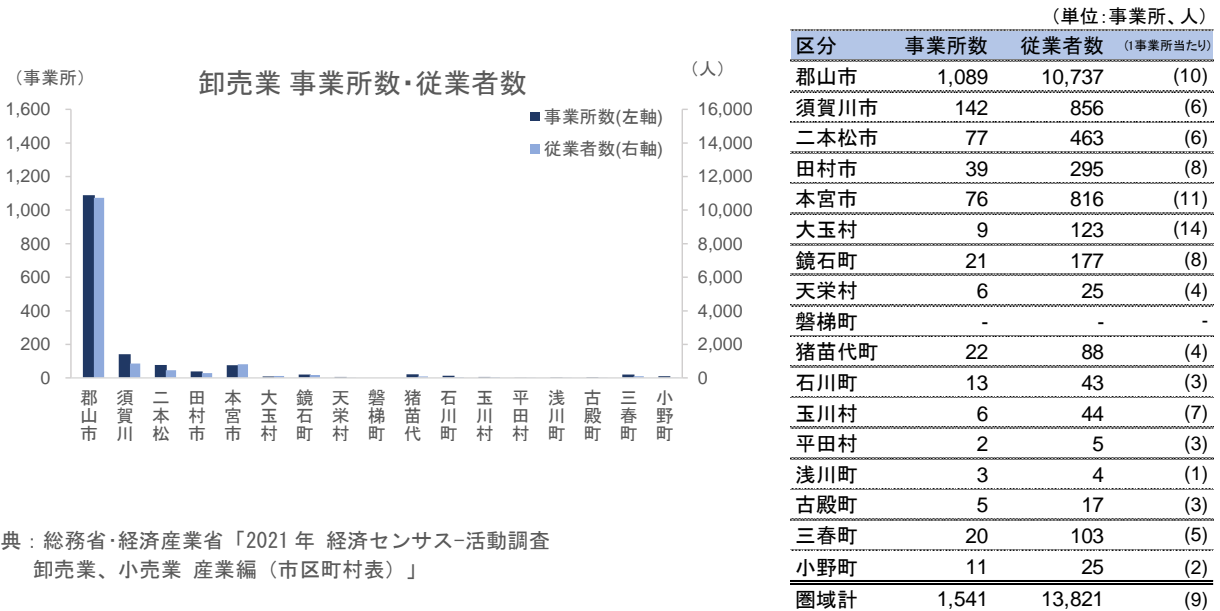 （事業所）
卸売業 事業所数・従業者数
（人）
■事業所数(左軸)
■従業者数(右軸)
1,600
1,400
1,200
1,000
800
600
400
200
0
16,000
14,000
12,000
10,000
8,000
6,000
4,000
2,000
0
郡山市
須賀川
二本松
田村市
本宮市
大玉村
鏡石町
天栄村
磐梯町
猪苗代
石川町
玉川村
平田村
浅川町
古殿町
三春町
小野町
典：総務省・経済産業省「2021年 経済センサス-活動調査
卸売業、小売業 産業編（市区町村表）」
（単位：事業所、人）
区分 事業所数 従業者数 (1事業所当たり)
郡山市 1,089 10,737 (10)
須賀川市 142 856 (6)
二本松市 77 463 (6)
田村市 39 295 (8)
本宮市 76 816 (11)
大玉村 9 123 (14)
鏡石町 21 177 (8)
天栄村 6 25 (4)
磐梯町 - - -
猪苗代町 22 88 (4)
石川町 13 43 (3)
玉川村 6 44 (7)
平田村 2 5 (3)
浅川町 3 4 (1)
古殿町 5 17 (3)
三春町 20 103 (5)
小野町 11 25 (2)
圏域計 1,541 13,821 (9)